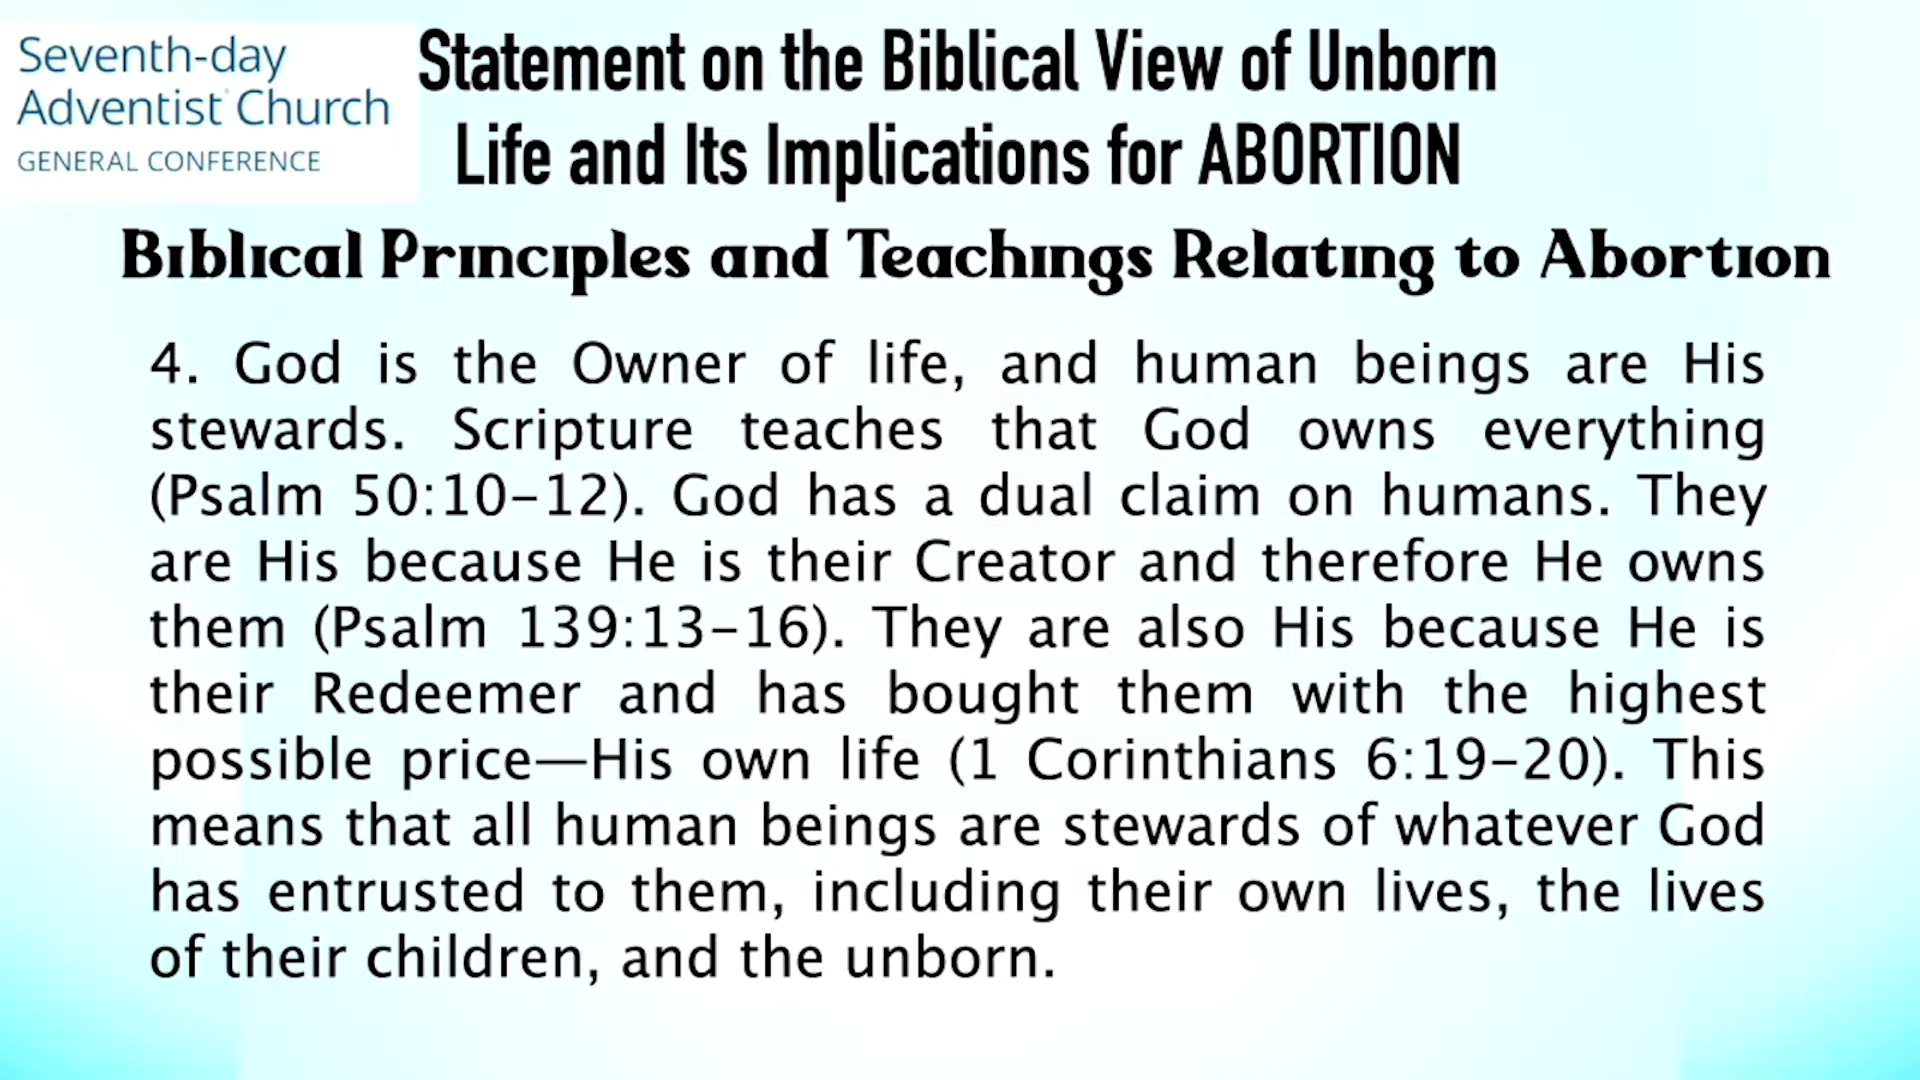 Seventh-day
Adventist Church
GENERAL CONFERENCE
Statement on the Biblical View of Unborn
Life and Its Implications for ABORTION
Biblical Principles and Teachings Relating to Abortion
4. God is the Owner of life, and human beings are His
stewards. Scripture teaches that God owns everything
(Psalm 50:10–12). God has a dual claim on humans. They
are His because He is their Creator and therefore He owns
them (Psalm 139:13–16). They are also His because He is
their Redeemer and has bought them with the highest
possible price—His own life (1 Corinthians 6:19–20). This
means that all human beings are stewards of whatever God
has entrusted to them, including their own lives, the lives
of their children, and the unborn.